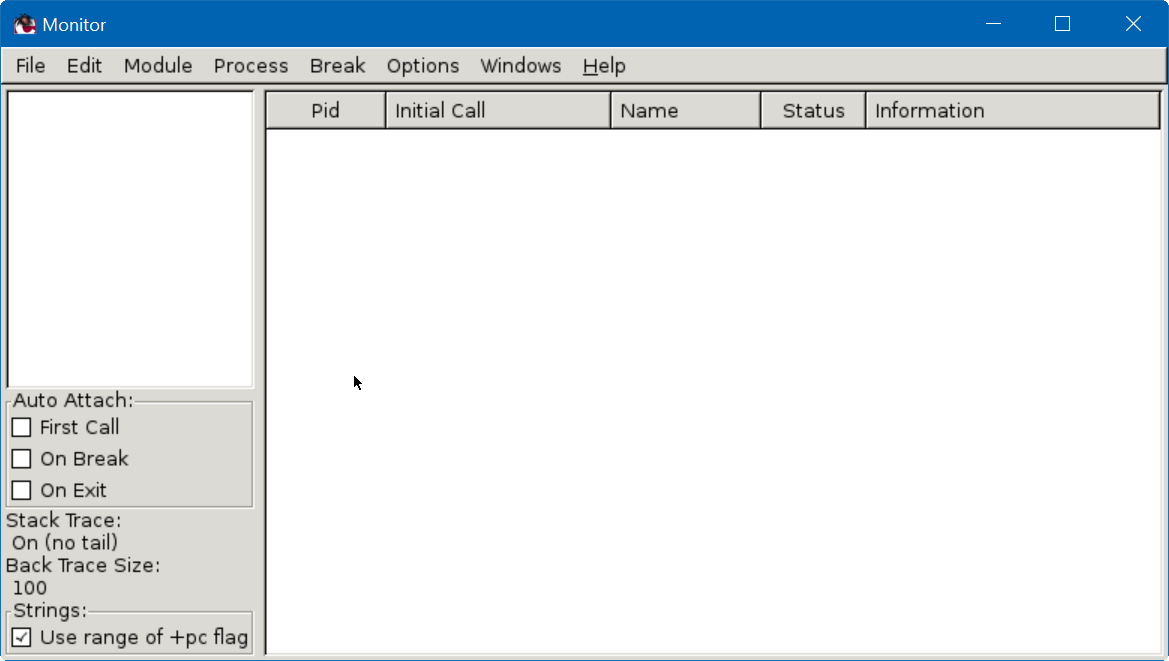 Monitor
File Edit Module Process Break Options Windows Help
Pid Initial Call Name Status Information
Auto Attach:
First Call
On Break
On Exit
Stack Trace:
On (no tail)
Back Trace Size:
100
Strings:
Use range of +pc flag